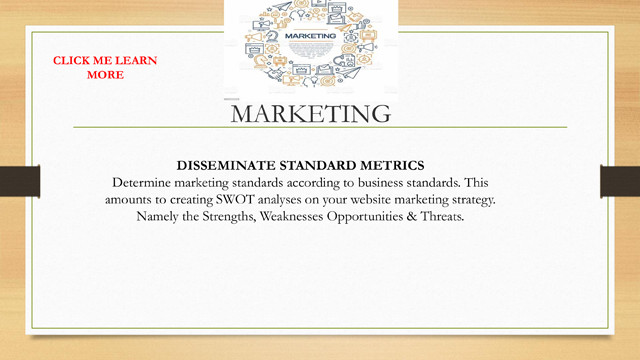 MARKETING
CLICK ME LEARN
MORE
MARKETING
DISSEMINATE STANDARD METRICS
Determine marketing standards according to business standards. This
amounts to creating SWOT analyses on your website marketing strategy.
Namely the Strengths, Weaknesses Opportunities & Threats.